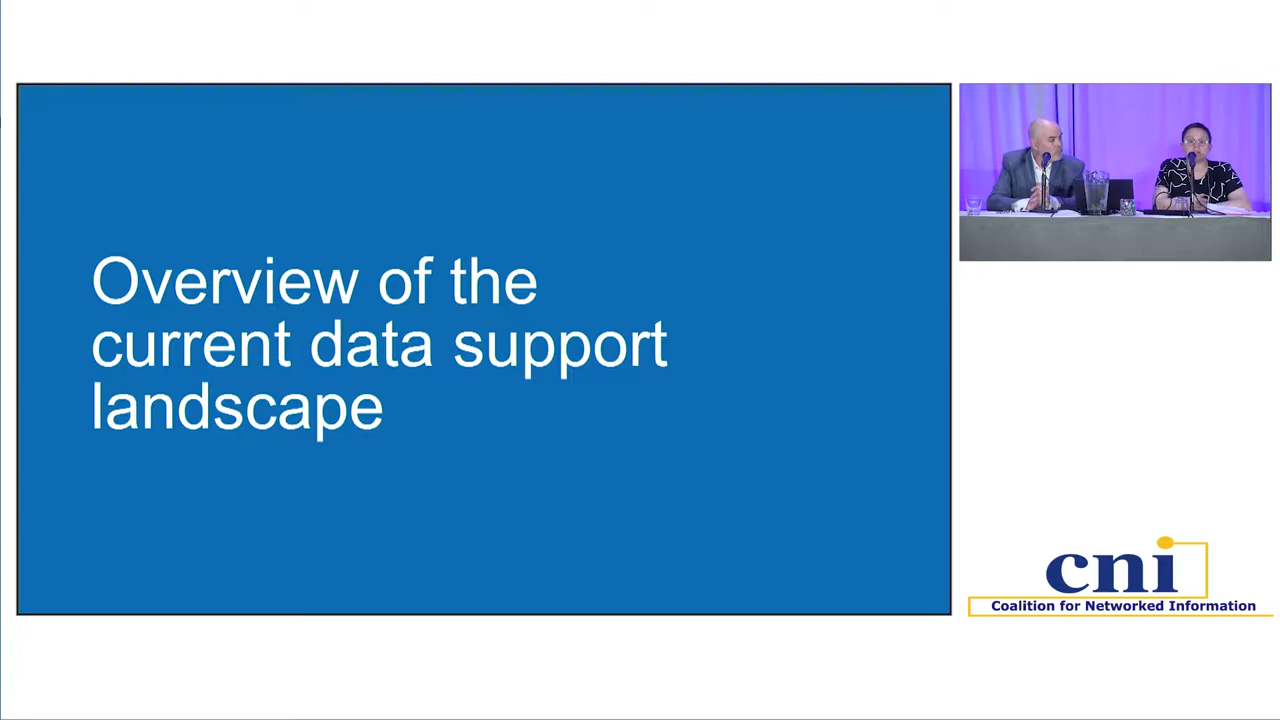 Overview of the
current data support
landscape
cni
Coalition for Networked Information